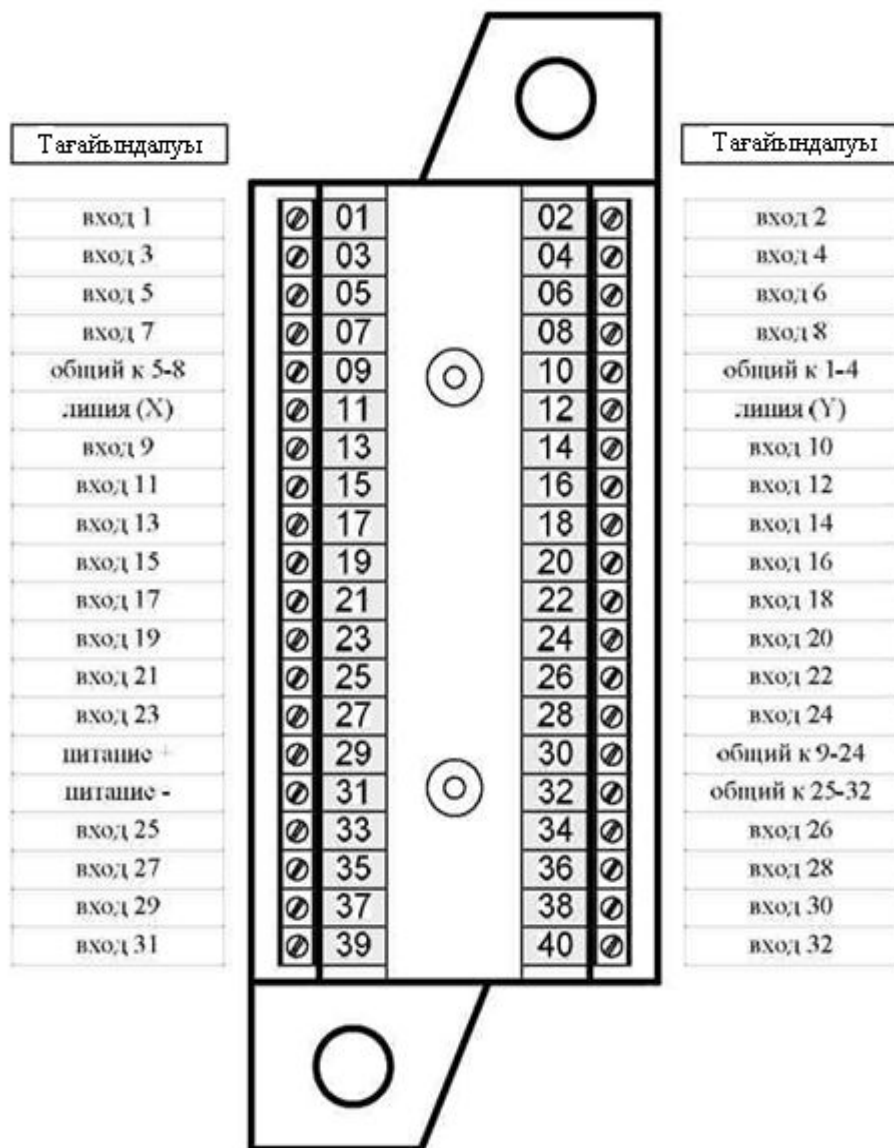 Тағайындалуы Тағайындалуы
вход 1 01 02 вход 2
вход 3 03 04 вход 4
вход 5 05 06 вход 6
вход 7 07 08 вход 8
общий к 5-8 09 10 общий к 1-4
линия (X) 11 12 линия (Y)
вход 9 13 14 вход 10
вход 11 15 16 вход 12
вход 13 17 18 вход 14
вход 15 19 20 вход 16
вход 17 21 22 вход 18
вход 19 23 24 вход 20
вход 21 25 26 вход 22
вход 23 27 28 вход 24
питание + 29 30 общий к 9-24
питание - 31 32 общий к 25-32
вход 25 33 34 вход 26
вход 27 35 36 вход 28
вход 29 37 38 вход 30
вход 31 39 40 вход 32